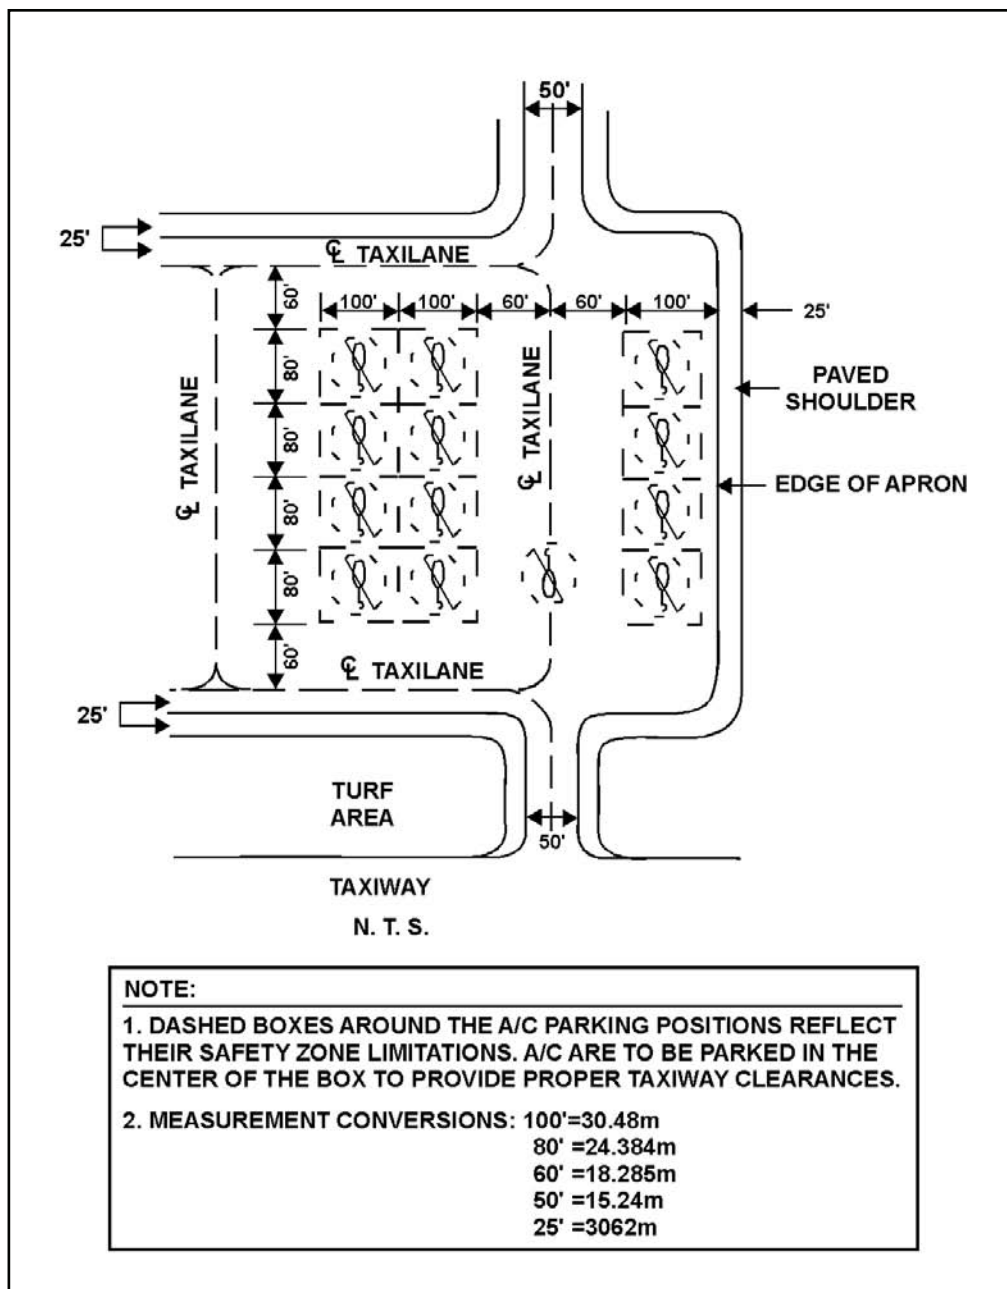 50'
25'
℄ TAXILANE
60'
100'
100'
60'
60'
100'
25'
80'
80'
80'
80'
60'
℄ TAXILANE
℄ TAXILANE
PAVED
SHOULDER
EDGE OF APRON
℄ TAXILANE
25'
TURF
AREA
50'
TAXIWAY
N. T. S.
NOTE:
1. DASHED BOXES AROUND THE A/C PARKING POSITIONS REFLECT
THEIR SAFETY ZONE LIMITATIONS. A/C ARE TO BE PARKED IN THE
CENTER OF THE BOX TO PROVIDE PROPER TAXIWAY CLEARANCES.
2. MEASUREMENT CONVERSIONS: 100'=30.48m
80' =24.384m
60' =18.285m
50' =15.24m
25' =3062m